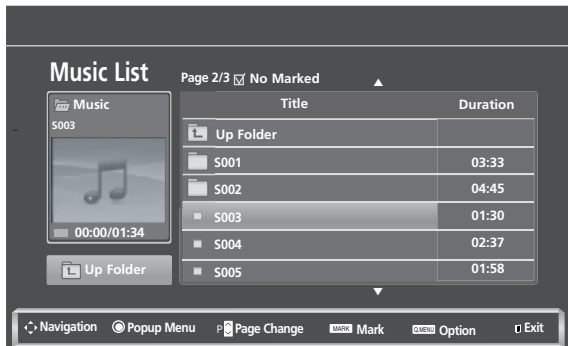 Music List
Page 2/3 No Marked
Music
S003
00:00/01:34
Up Folder
Title Duration
Up Folder
S001 03:33
S002 04:45
S003 01:30
S004 02:37
S005 01:58
Navigation Popup Menu P Page Change MARK Mark Q.MENU Option Exit